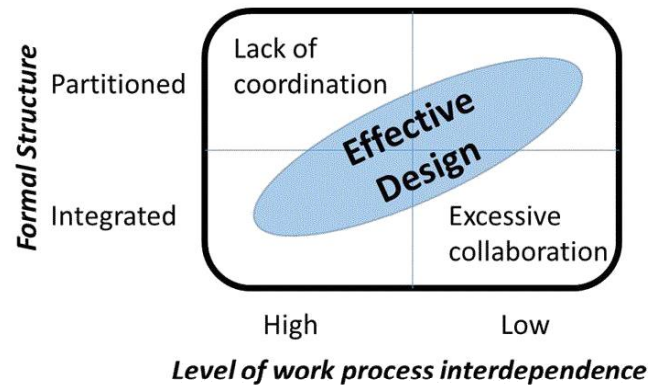 Formal Structure
Partitioned
Integrated
Lack of
coordination
Effective
Design
Excessive
collaboration
High
Low
Level of work process interdependence